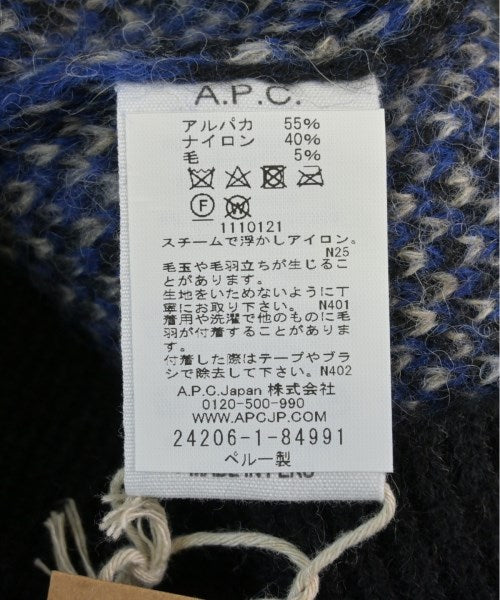 A.P.C.
アルパカ 55%
ナイロン 40%
毛 5%
F W
1110121
スチームで浮かしアイロン。
N25
毛玉や毛羽立ちが生じるこ
とがあります。
生地をいためないように丁
寧にお取り下さい。 N401
着用や洗濯で他のものに毛
羽が付着することがありま
す。
付着した際はテープやブラ
シで除去して下さい。N402
A.P.C.Japan 株式会社
0120-500-990
WWW.APCJP.COM
24206-1-84991
ペルー製
MADE IN PERU